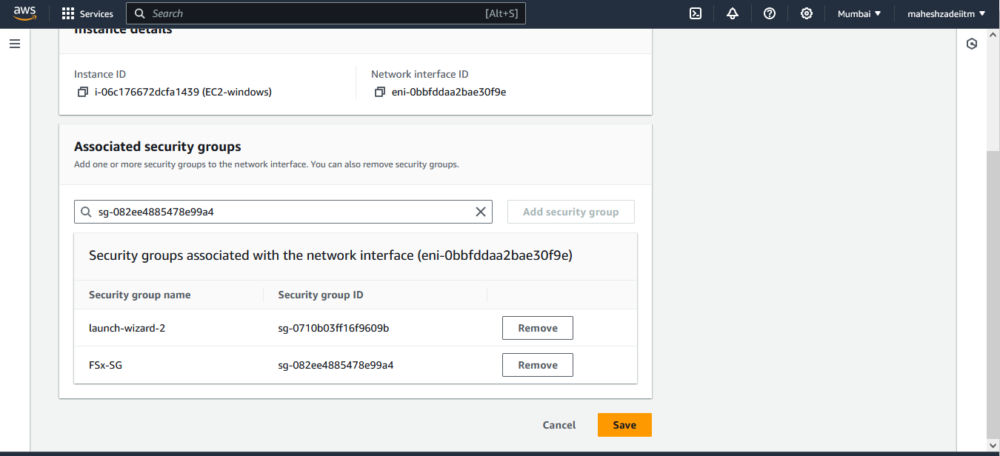 aws
Services
Search
[Alt+S]
Mumbai
maheshzadeiitm
Instance details
Instance ID
i-06c176672dcfa1439 (EC2-windows)
Network interface ID
eni-0bbfddaa2bae30f9e
Associated security groups
Add one or more security groups to the network interface. You can also remove security groups.
sg-082ee4885478e99a4
Add security group
Security groups associated with the network interface (eni-0bbfddaa2bae30f9e)
Security group name
Security group ID
launch-wizard-2
sg-0710b03ff16f9609b
Remove
FSx-SG
sg-082ee4885478e99a4
Remove
Cancel
Save